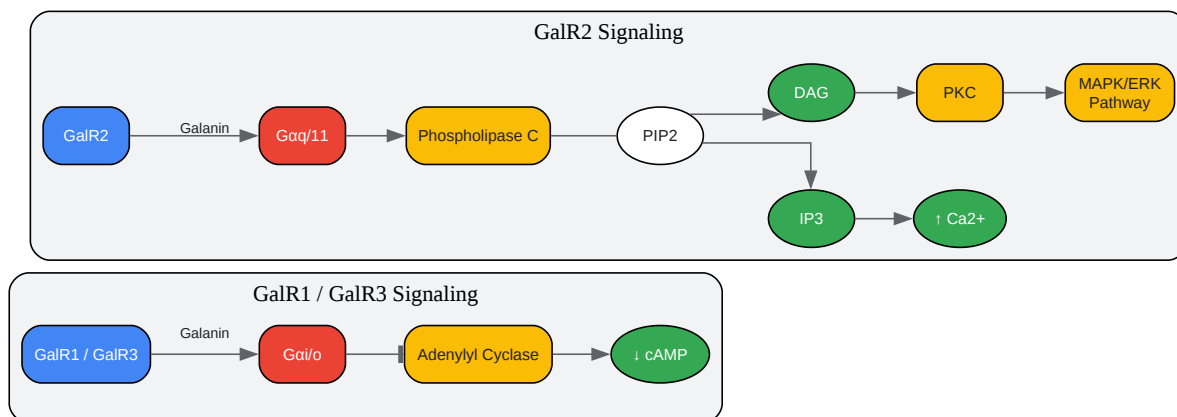 GalR2 Signaling
GalR2
Galanin
Gαq/11
Phospholipase C
PIP2
DAG
PKC
MAPK/ERK
Pathway
IP3
↑ Ca2+
GalR1 / GalR3 Signaling
GalR1 / GalR3
Galanin
Gαi/o
Adenylyl Cyclase
↓ cAMP